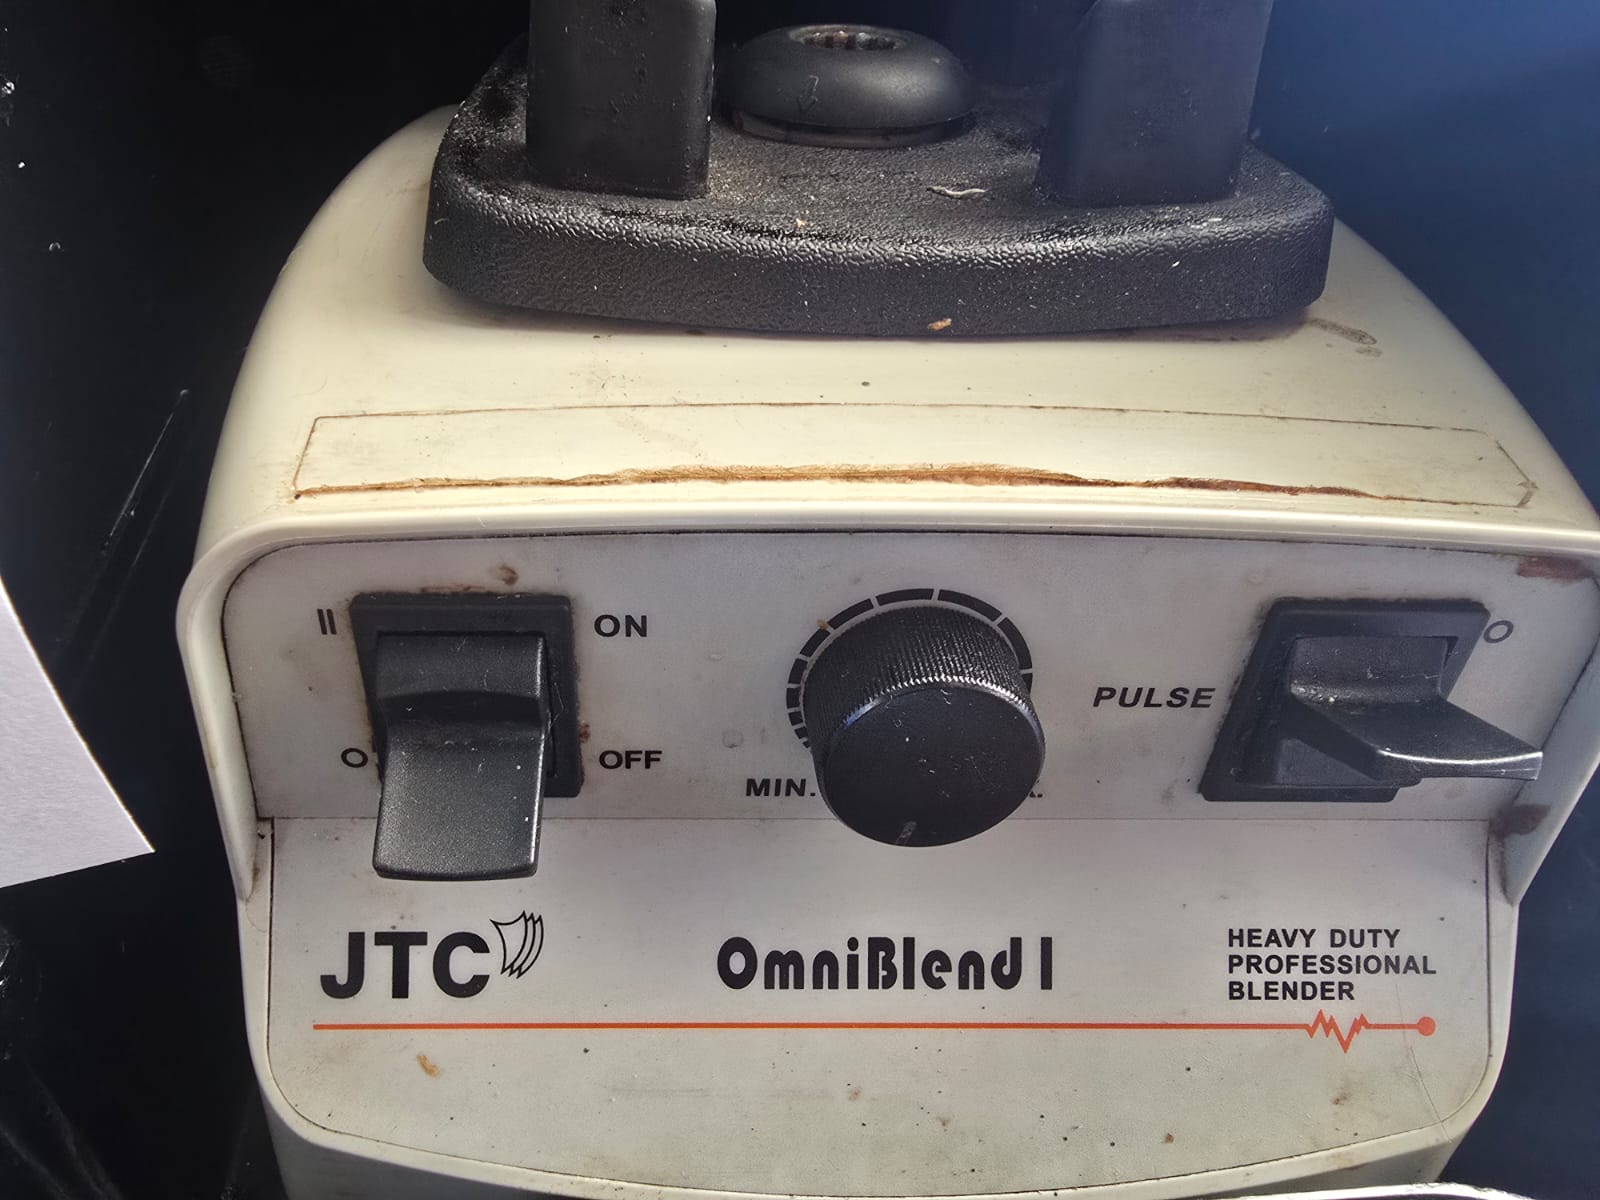 II ON
O OFF
MIN.
PULSE
O
JTC
OmniBlend I
HEAVY DUTY
PROFESSIONAL
BLENDER